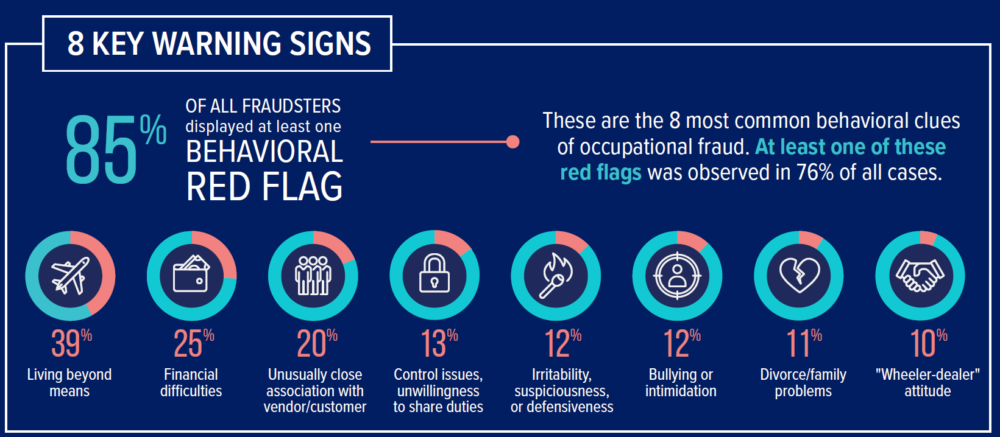 8 KEY WARNING SIGNS
85%
OF ALL FRAUDSTERS
displayed at least one
BEHAVIORAL
RED FLAG
These are the 8 most common behavioral clues
of occupational fraud. At least one of these
red flags was observed in 76% of all cases.
39%
Living beyond
means
25%
Financial
difficulties
20%
Unusually close
association with
vendor/customer
13%
Control issues,
unwillingness
to share duties
12%
Irritability,
suspiciousness,
or defensiveness
12%
Bullying or
intimidation
11%
Divorce/family
problems
10%
"Wheeler-dealer"
attitude